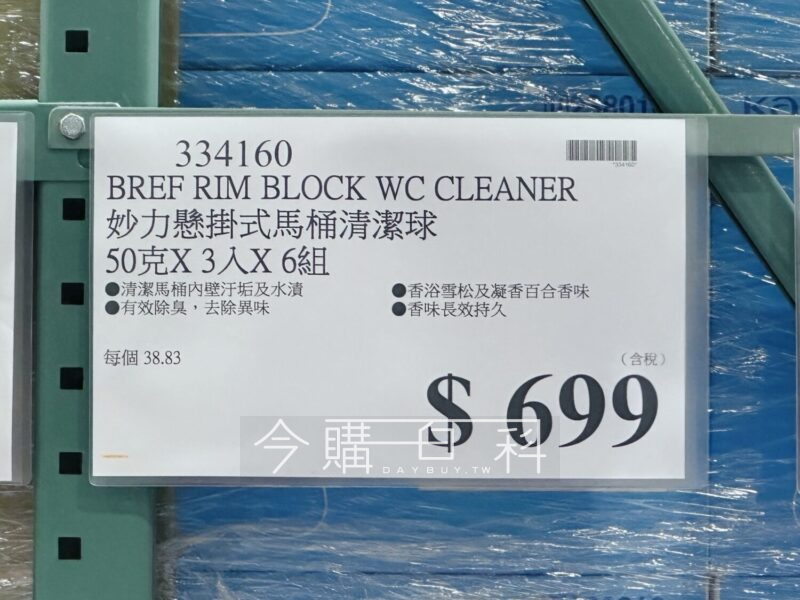 334160
*334160*
BREF RIM BLOCK WC CLEANER
妙力懸掛式馬桶清潔球
50克X 3入X 6組
●清潔馬桶內壁汙垢及水漬
●香浴雪松及凝香百合香味
●有效除臭，去除異味
●香味長效持久
每個 38.83
（含稅）
$ 699
今購百科
DAYBUY.TW